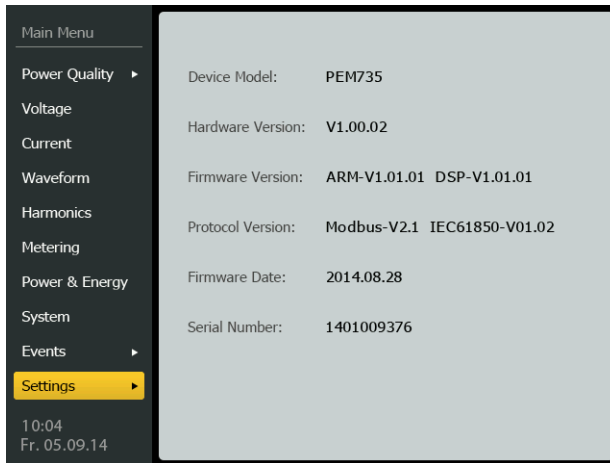 Main Menu
Power Quality
Voltage
Current
Waveform
Harmonics
Metering
Power & Energy
System
Events
Settings
10:04
Fr. 05.09.14
Device Model: PEM735
Hardware Version: V1.00.02
Firmware Version: ARM-V1.01.01 DSP-V1.01.01
Protocol Version: Modbus-V2.1 IEC61850-V01.02
Firmware Date: 2014.08.28
Serial Number: 1401009376